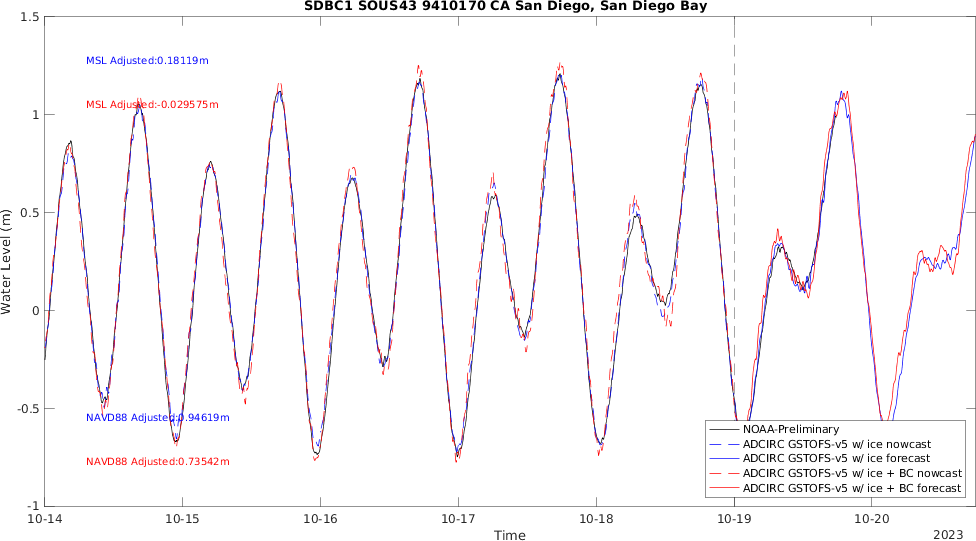 SDBC1 SOUS43 9410170 CA San Diego, San Diego Bay
1.5
MSL Adjusted:0.18119m
MSL Adjusted:-0.029575m
1
0.5
Water Level (m)
0
-0.5
NAVD88 Adjusted:0.94619m
NAVD88 Adjusted:0.73542m
NOAA-Preliminary
ADCIRC GSTOFS-v5 w/ ice nowcast
ADCIRC GSTOFS-v5 w/ ice forecast
ADCIRC GSTOFS-v5 w/ ice + BC nowcast
ADCIRC GSTOFS-v5 w/ ice + BC forecast
-1
10-14 10-15 10-16 10-17 10-18 10-19 10-20
Time
2023